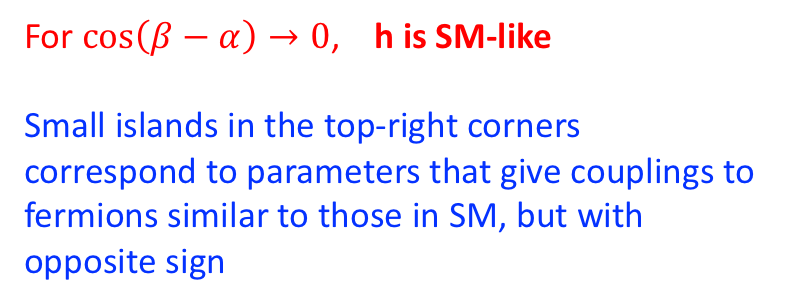 For cos(β − α) → 0, h is SM-like
Small islands in the top-right corners
correspond to parameters that give couplings to
fermions similar to those in SM, but with
opposite sign